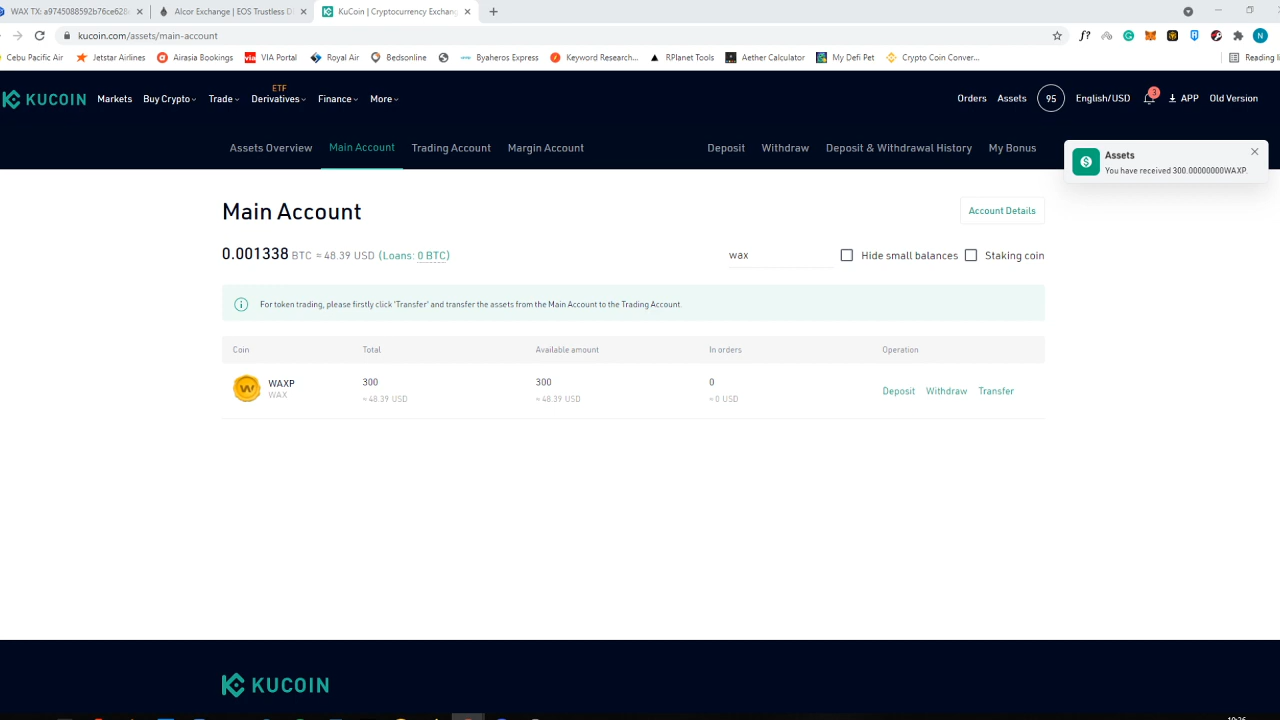 WAX TX: a9745088592b76ce628
Alcor Exchange | EOS Trustless D
KuCoin | Cryptocurrency Exchan
kucoin.com/assets/main-account
Cebu Pacific Air
Jetstar Airlines
Airasia Bookings
VIA Portal
Royal Air
Bedsonline
Byaheros Express
Keyword Research...
RPlanet Tools
Aether Calculator
My Defi Pet
Crypto Coin Conver...
Reading li
KUCOIN
Markets
Buy Crypto
Trade
ETF
Derivatives
Finance
More
Orders
Assets
95
English/USD
3
APP
Old Version
Assets Overview
Main Account
Trading Account
Margin Account
Deposit
Withdraw
Deposit & Withdrawal History
My Bonus
Assets
You have received 300.00000000WAXP.
Main Account
Account Details
0.001338 BTC ≈ 48.39 USD (Loans: 0 BTC)
wax
Hide small balances
Staking coin
For token trading, please firstly click 'Transfer' and transfer the assets from the Main Account to the Trading Account.
Coin
Total
Available amount
In orders
Operation
WAXP
WAX
300
≈ 48.39 USD
300
≈ 48.39 USD
0
≈ 0 USD
Deposit
Withdraw
Transfer
KUCOIN